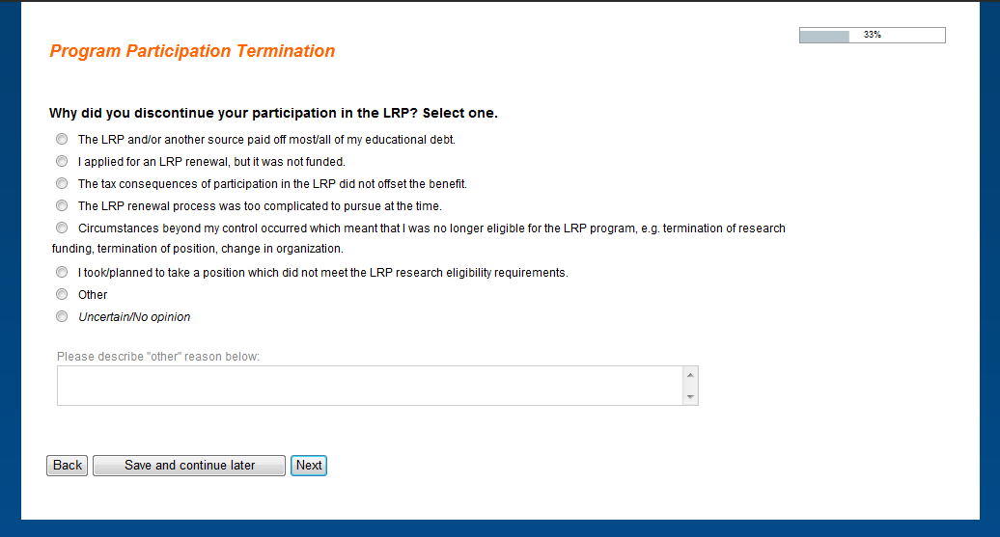 33%
Program Participation Termination
Why did you discontinue your participation in the LRP? Select one.
The LRP and/or another source paid off most/all of my educational debt.
I applied for an LRP renewal, but it was not funded.
The tax consequences of participation in the LRP did not offset the benefit.
The LRP renewal process was too complicated to pursue at the time.
Circumstances beyond my control occurred which meant that I was no longer eligible for the LRP program, e.g. termination of research
funding, termination of position, change in organization.
I took/planned to take a position which did not meet the LRP research eligibility requirements.
Other
Uncertain/No opinion
Please describe "other" reason below:
Back Save and continue later Next